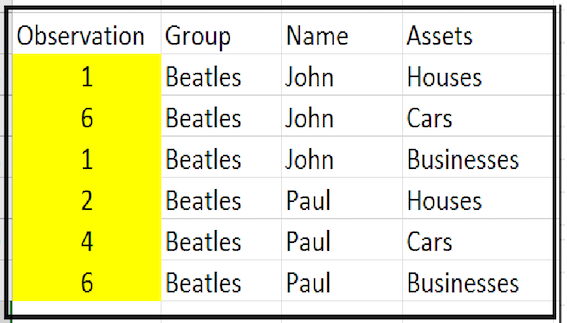 Observation Group Name Assets
1 Beatles John Houses
6 Beatles John Cars
1 Beatles John Businesses
2 Beatles Paul Houses
4 Beatles Paul Cars
6 Beatles Paul Businesses